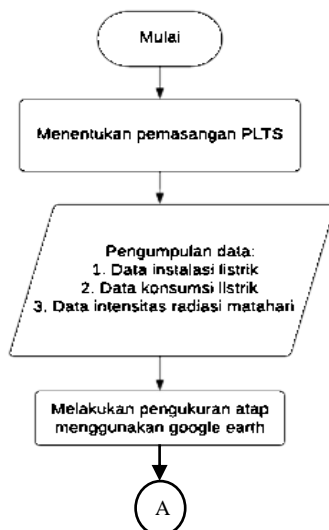 Mulai
Menentukan pemasangan PLTS
Pengumpulan data:
1. Data instalasi listrik
2. Data konsumsi listrik
3. Data intensitas radiasi matahari
Melakukan pengukuran atap
menggunakan google earth
A